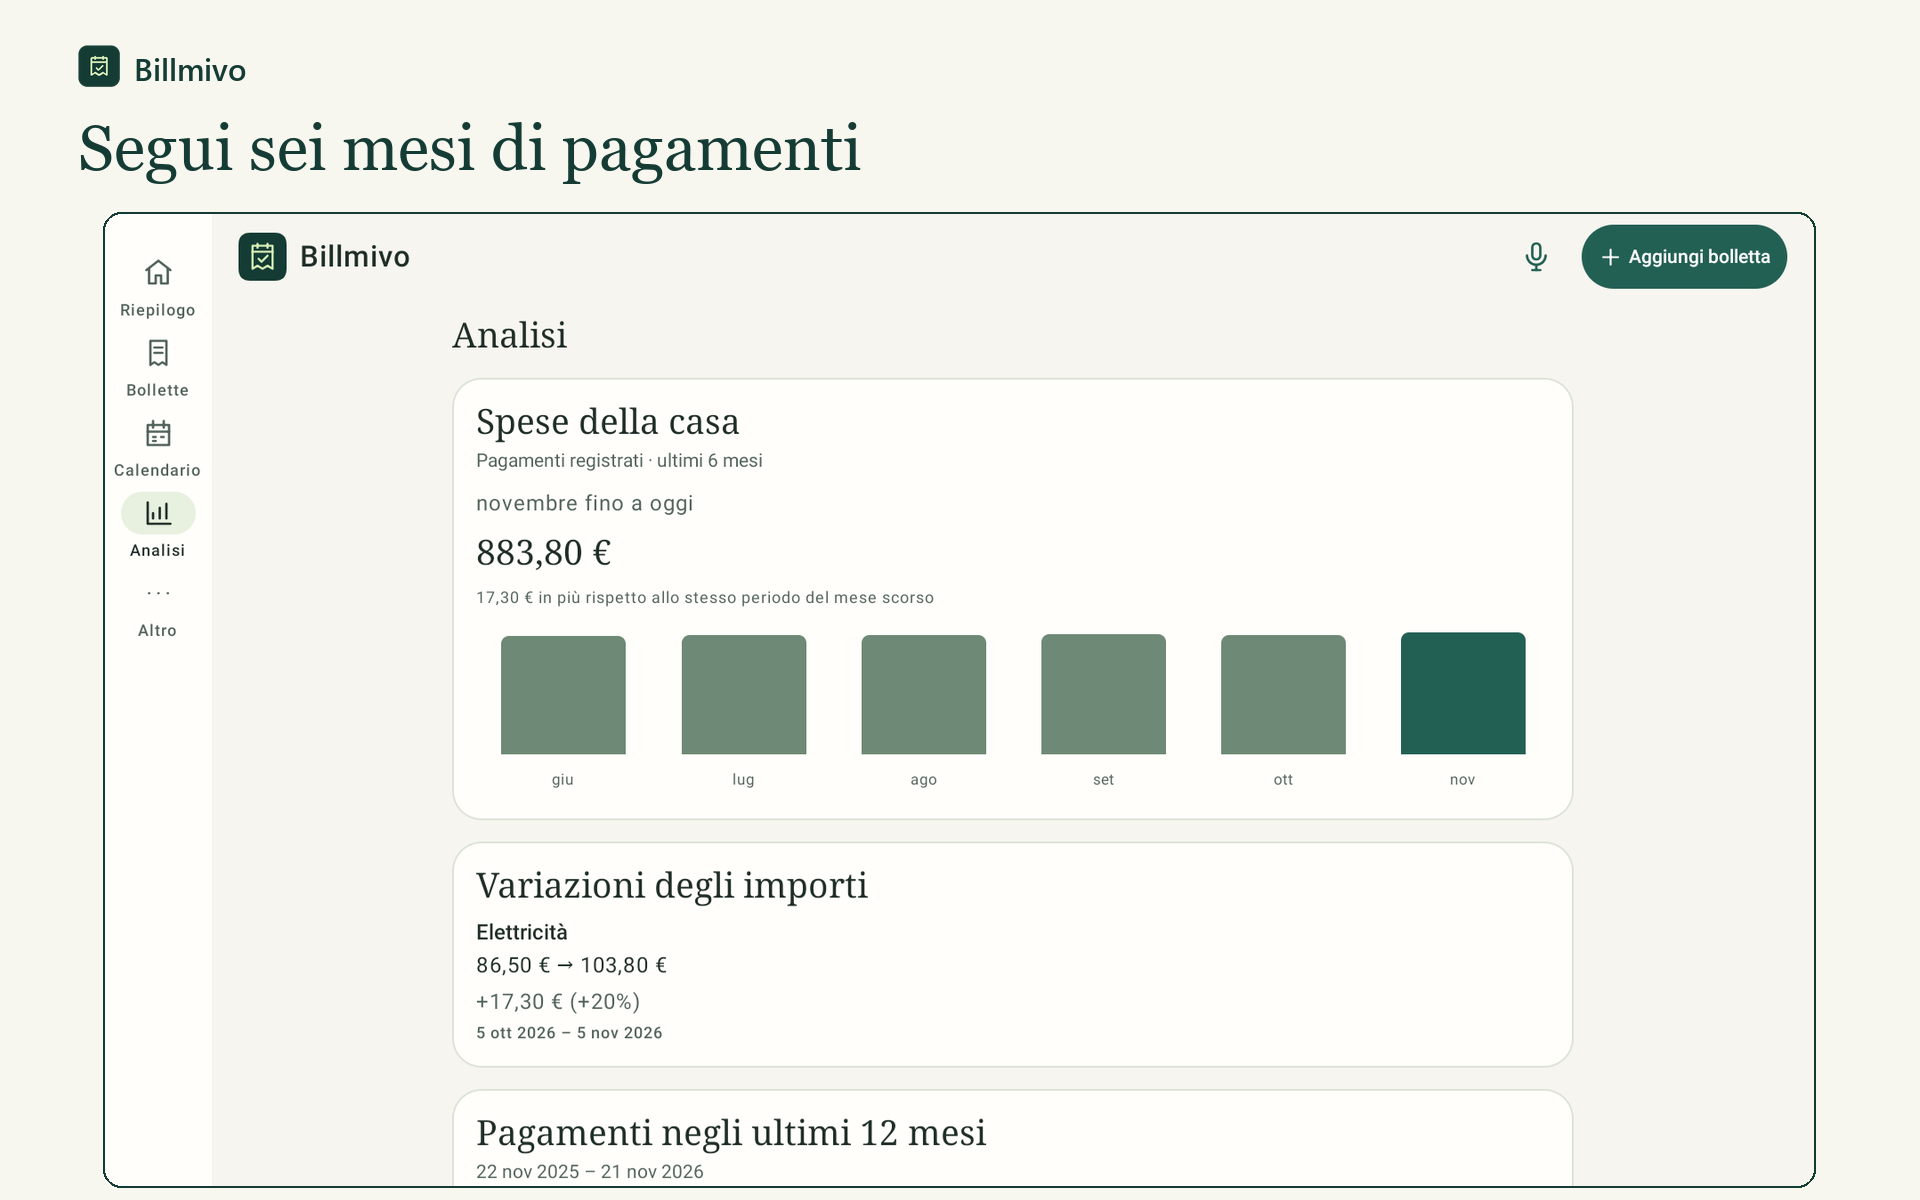 Billmivo
Segui sei mesi di pagamenti
Billmivo
Aggiungi bolletta
Riepilogo
Bollette
Calendario
Analisi
Altro
Analisi
Spese della casa
Pagamenti registrati · ultimi 6 mesi
novembre fino a oggi
883,80 €
17,30 € in più rispetto allo stesso periodo del mese scorso
giu lug ago set ott nov
Variazioni degli importi
Elettricità
86,50 € → 103,80 €
+17,30 € (+20%)
5 ott 2026 – 5 nov 2026
Pagamenti negli ultimi 12 mesi
22 nov 2025 – 21 nov 2026